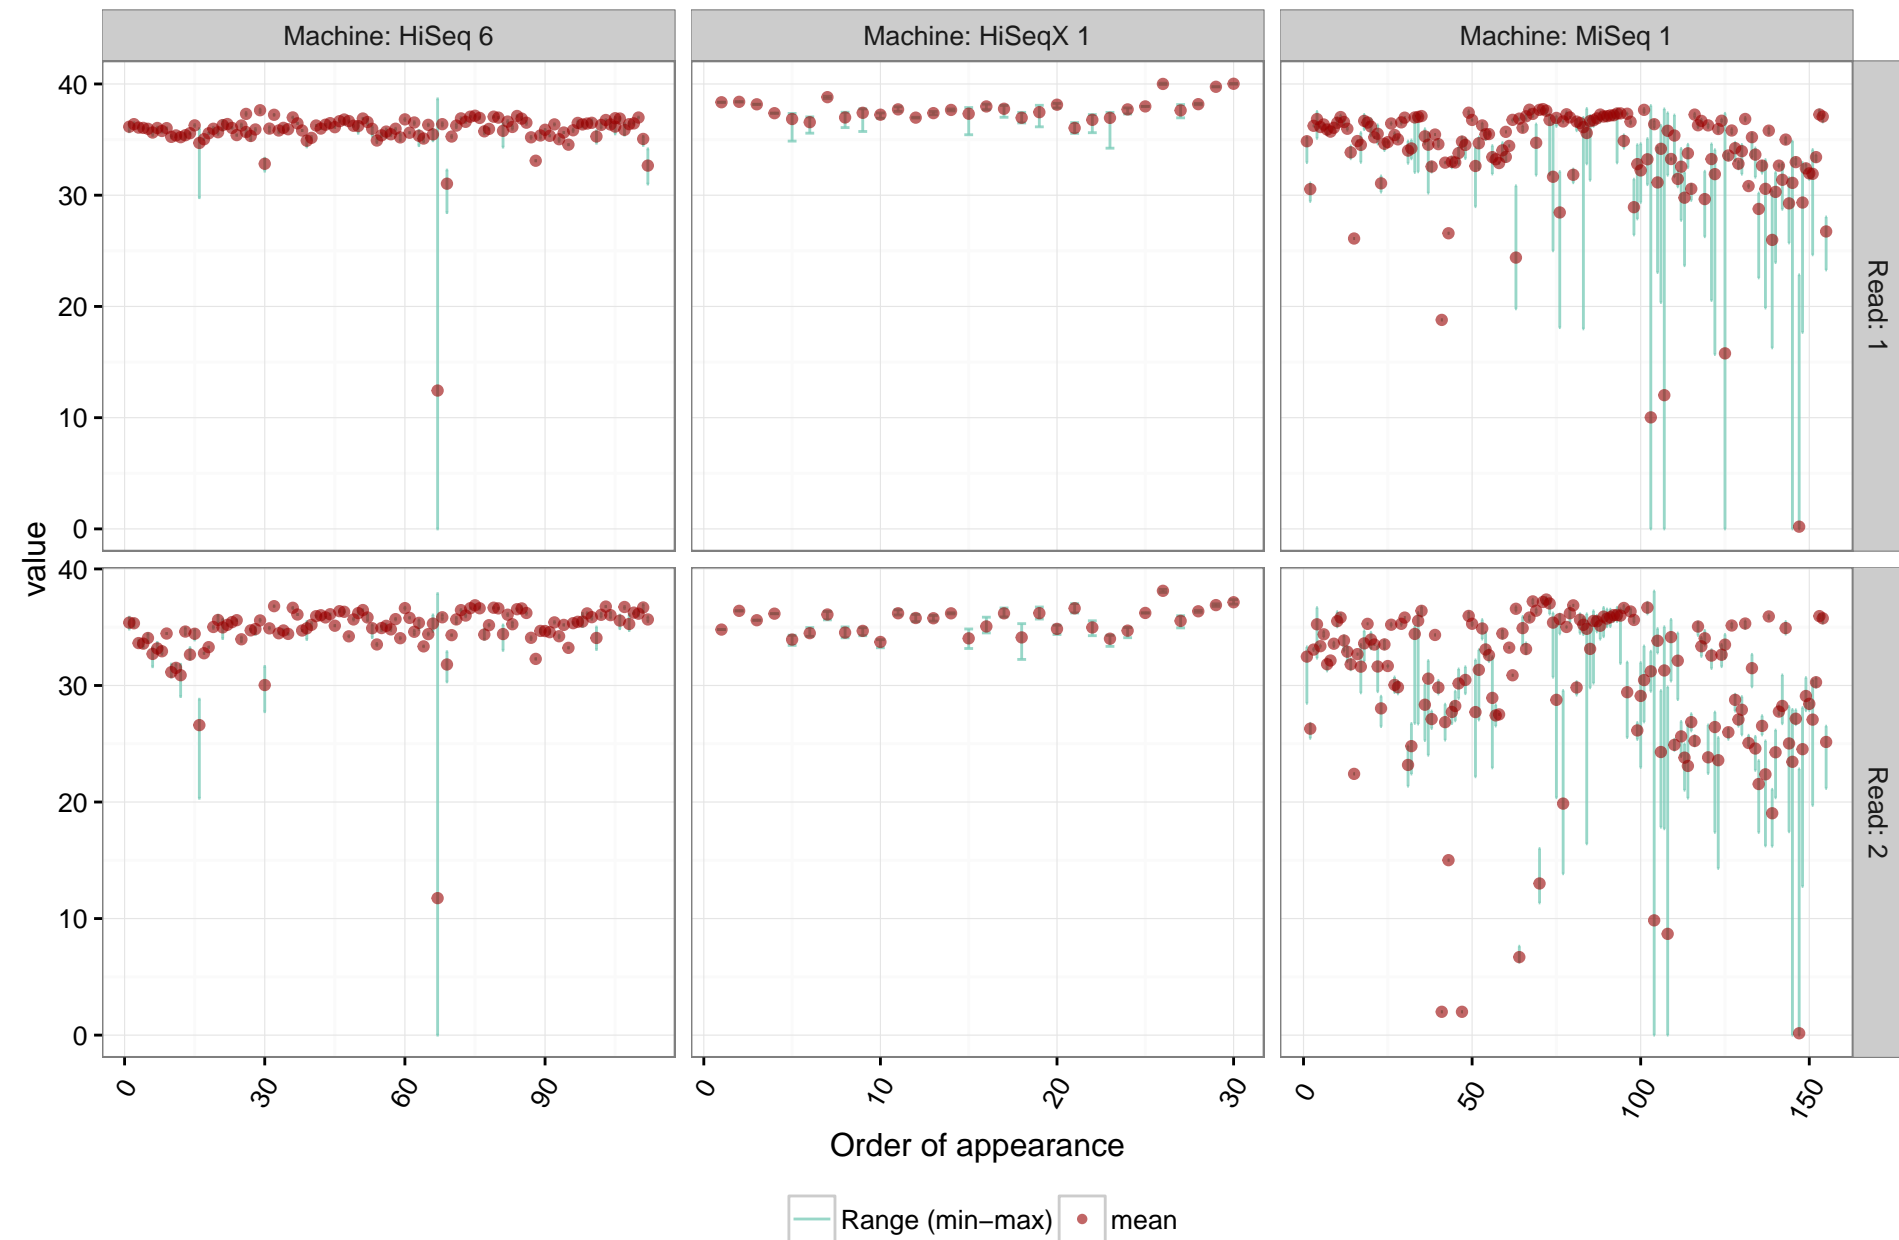 Machine: HiSeq 6
Machine: HiSeqX 1
Machine: MiSeq 1
40
30
20
10
0
Read: 1
value
40
30
20
10
0
Read: 2
0 30 60 90
0 10 20 30
0 50 100 150
Order of appearance
Range (min−max) mean